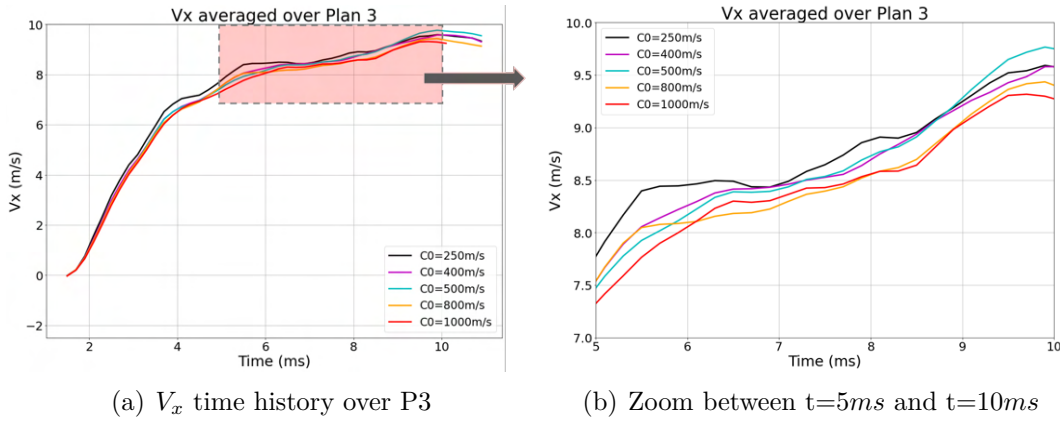 Vx averaged over Plan 3
10
8
6
4
2
0
−2
Vx (m/s)
2
4
6
8
10
Time (ms)
C0=250m/s
C0=400m/s
C0=500m/s
C0=800m/s
C0=1000m/s
(a) Vx time history over P3
Vx averaged over Plan 3
10.0
9.5
9.0
8.5
8.0
7.5
7.0
Vx (m/s)
5
6
7
8
9
10
Time (ms)
C0=250m/s
C0=400m/s
C0=500m/s
C0=800m/s
C0=1000m/s
(b) Zoom between t=5ms and t=10ms